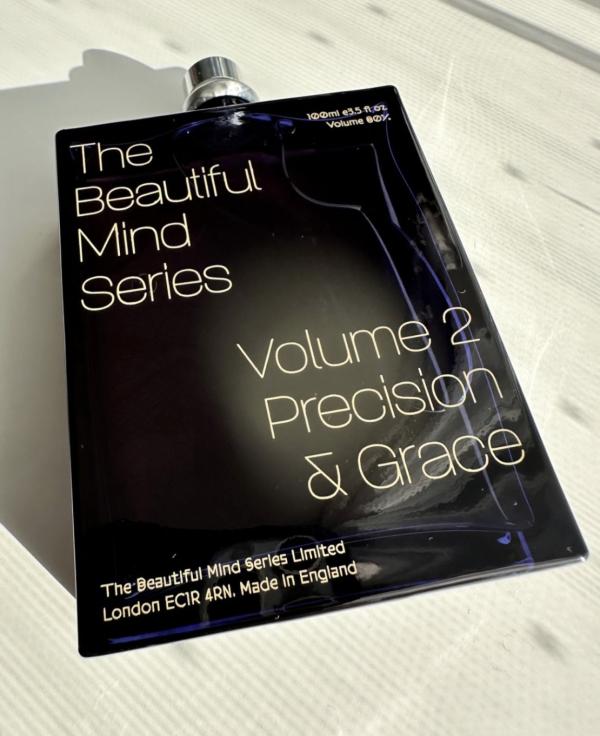 100ml e3.5 fl oz
Volume 80%
The
Beautiful
Mind
Series
Volume 2
Precision
& Grace
The Beautiful Mind Series Limited
London EC1R 4RN. Made in England